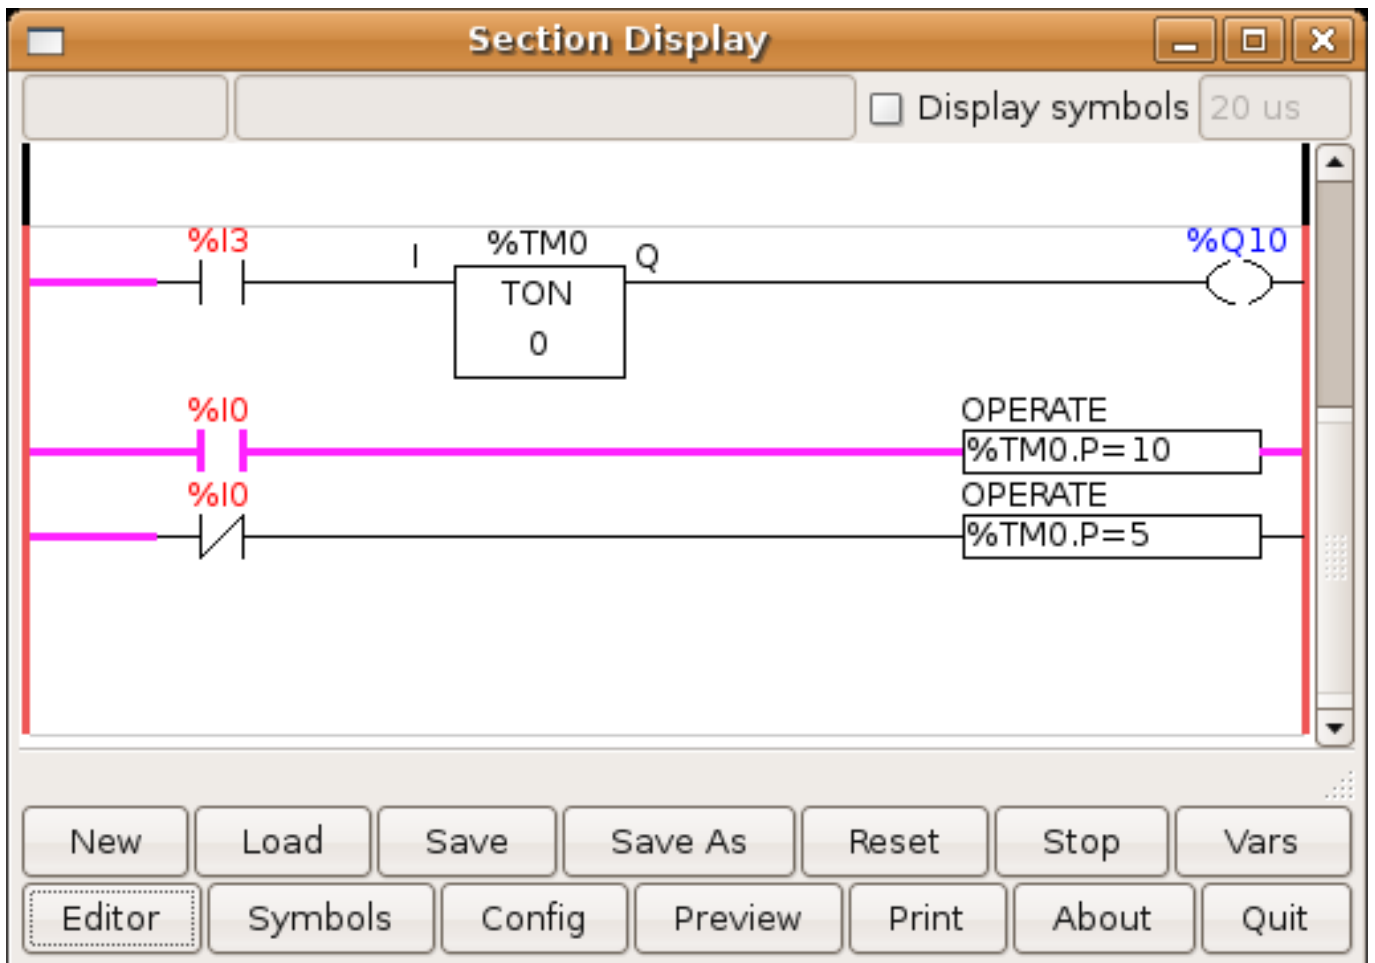 Section Display
Display symbols 20 us
%I3 I %TM0 Q %Q10
TON
0
%I0 OPERATE
%TM0.P=10
%I0 OPERATE
%TM0.P=5
New Load Save Save As Reset Stop Vars
Editor Symbols Config Preview Print About Quit